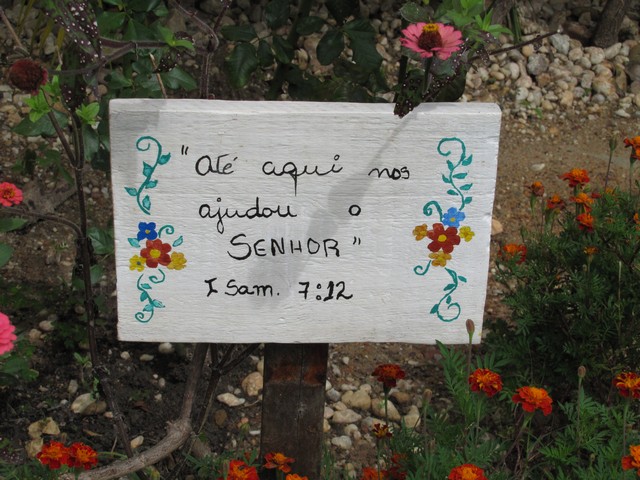 "Até aqui nos
ajudou o
SENHOR"
I Sam. 7:12